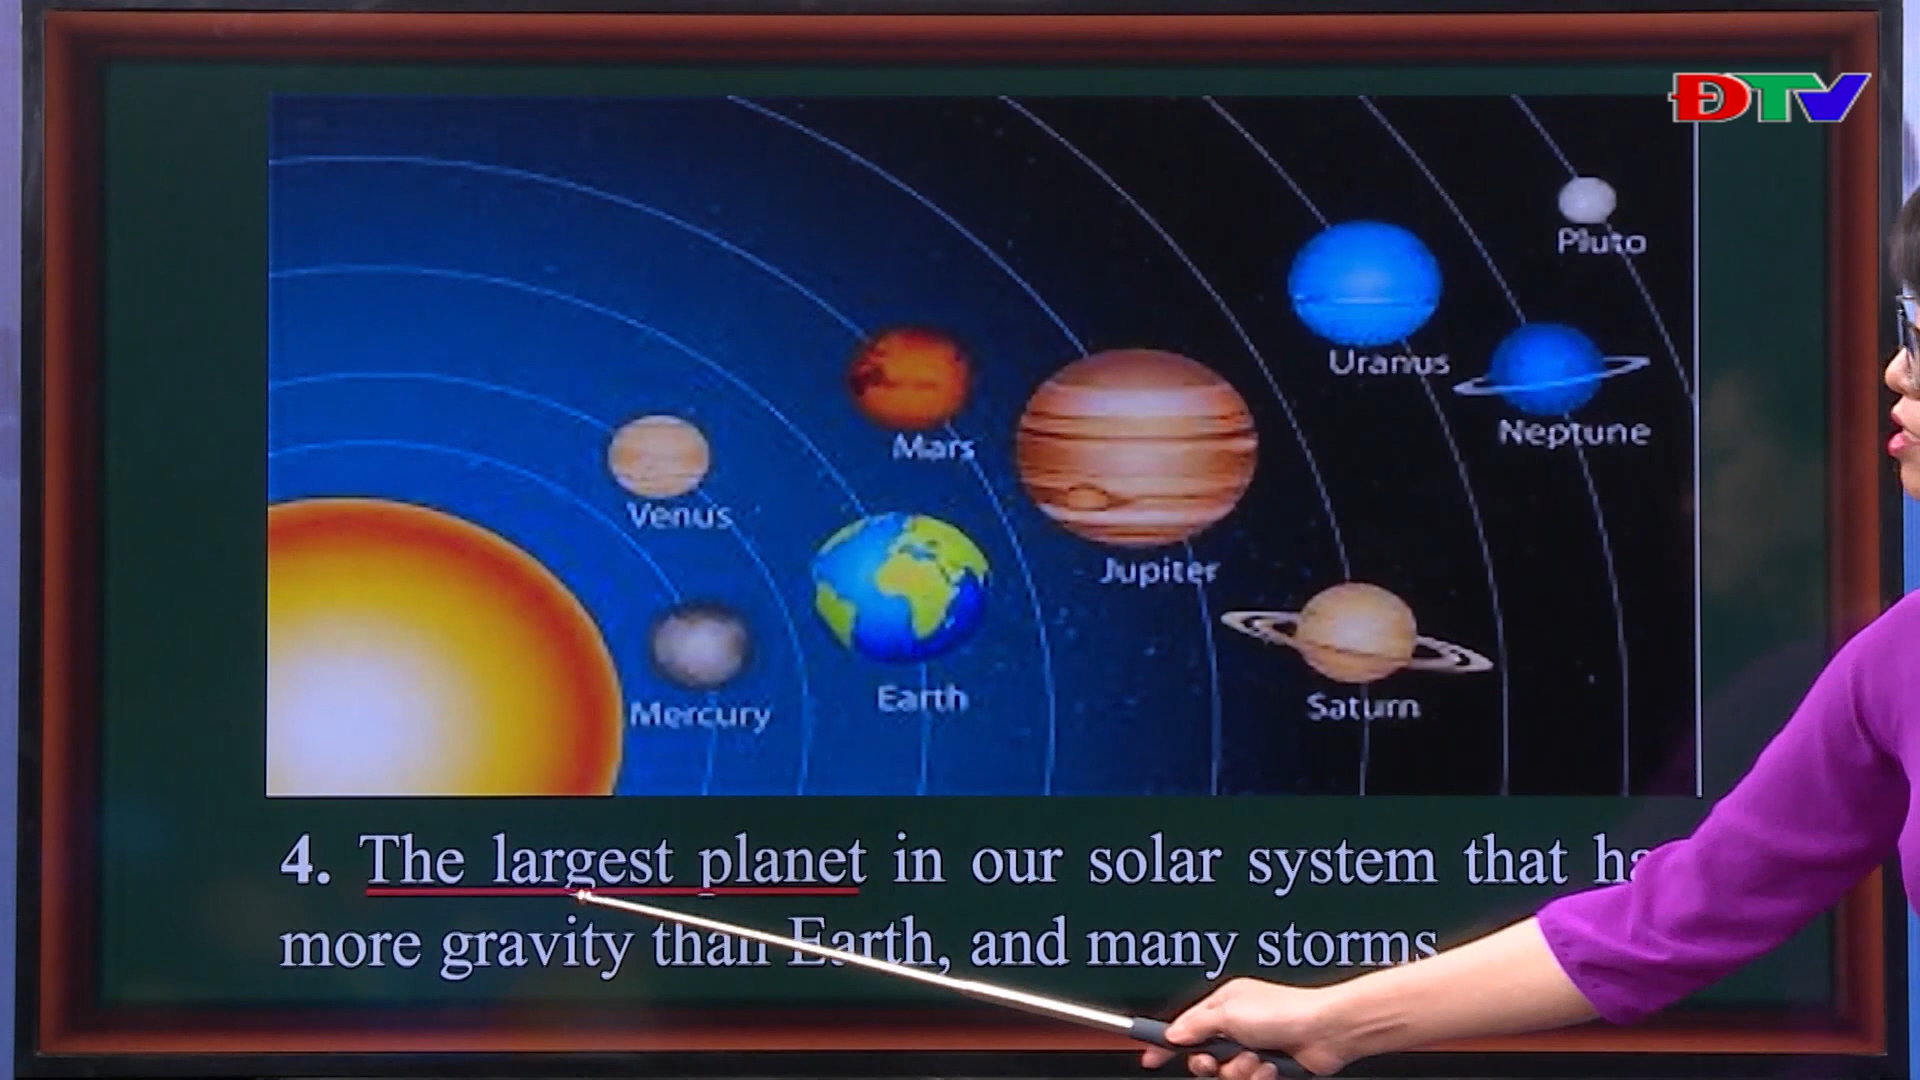 ĐTV
Pluto
Uranus
Neptune
Mars
Venus
Jupiter
Earth
Saturn
Mercury
4. The largest planet in our solar system that
more gravity than Earth, and many storms